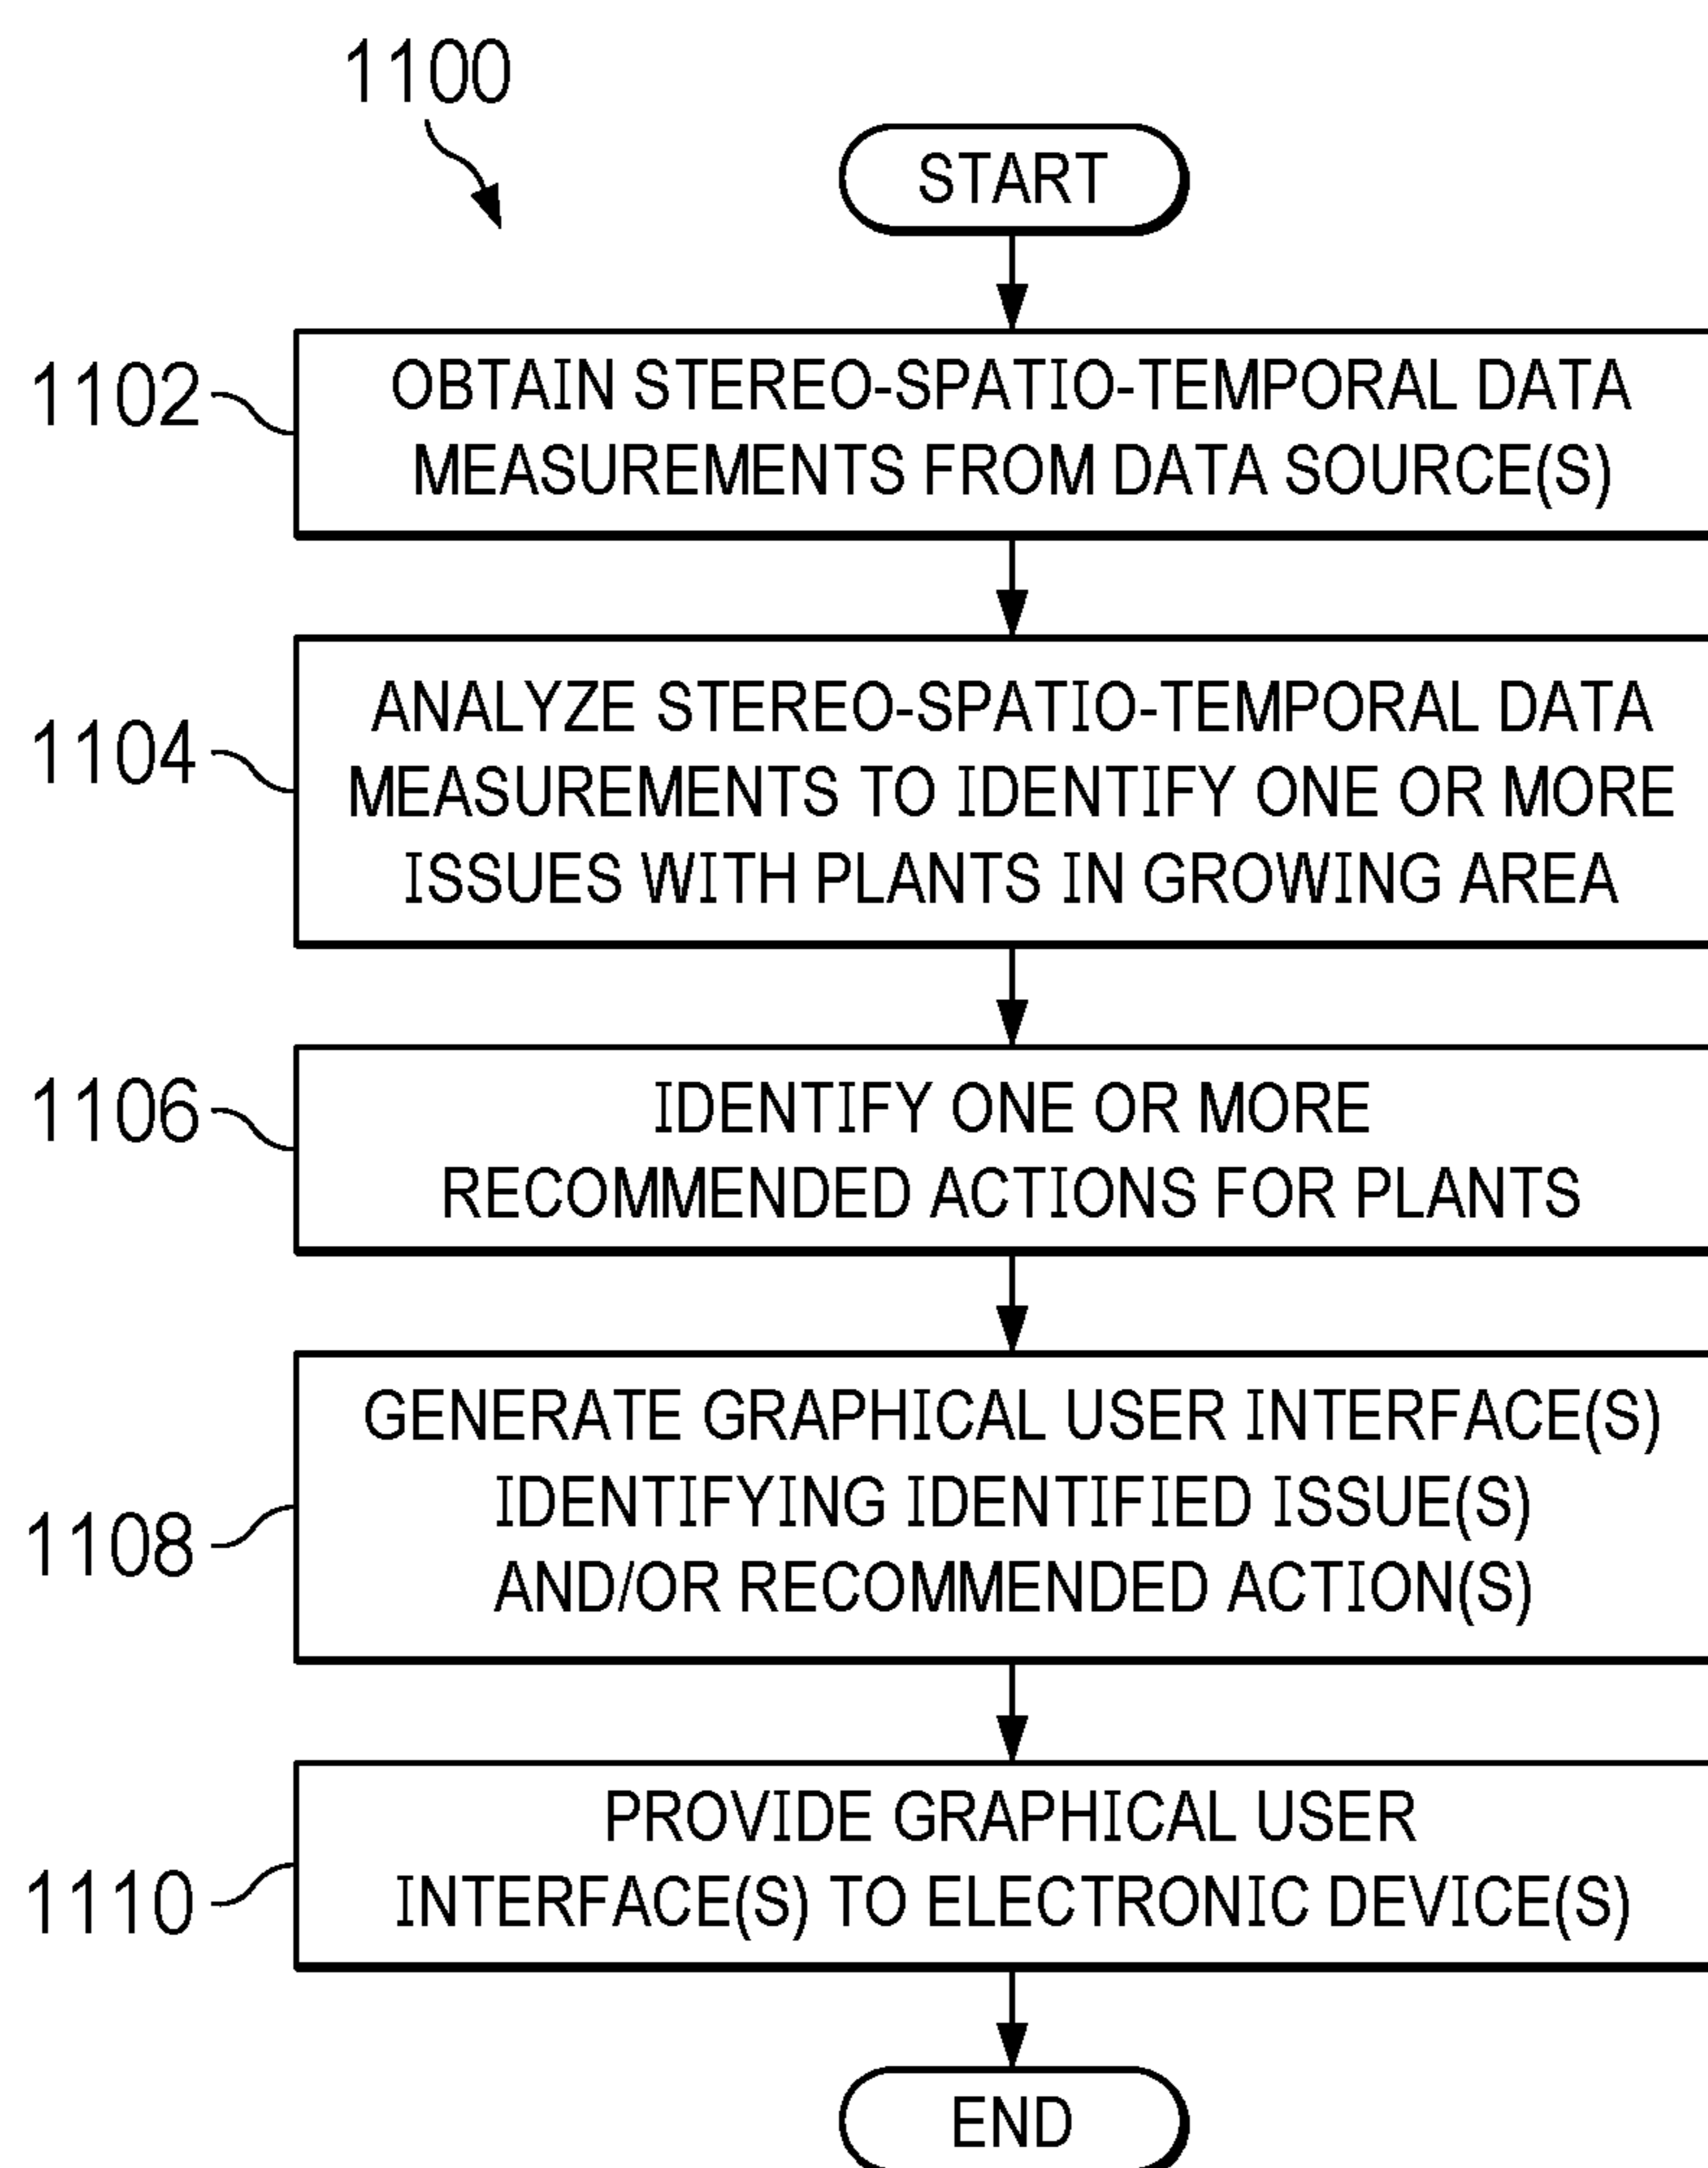 1100
START
1102
OBTAIN STEREO-SPATIO-TEMPORAL DATA
MEASUREMENTS FROM DATA SOURCE(S)
1104
ANALYZE STEREO-SPATIO-TEMPORAL DATA
MEASUREMENTS TO IDENTIFY ONE OR MORE
ISSUES WITH PLANTS IN GROWING AREA
1106
IDENTIFY ONE OR MORE
RECOMMENDED ACTIONS FOR PLANTS
1108
GENERATE GRAPHICAL USER INTERFACE(S)
IDENTIFYING IDENTIFIED ISSUE(S)
AND/OR RECOMMENDED ACTION(S)
1110
PROVIDE GRAPHICAL USER
INTERFACE(S) TO ELECTRONIC DEVICE(S)
END